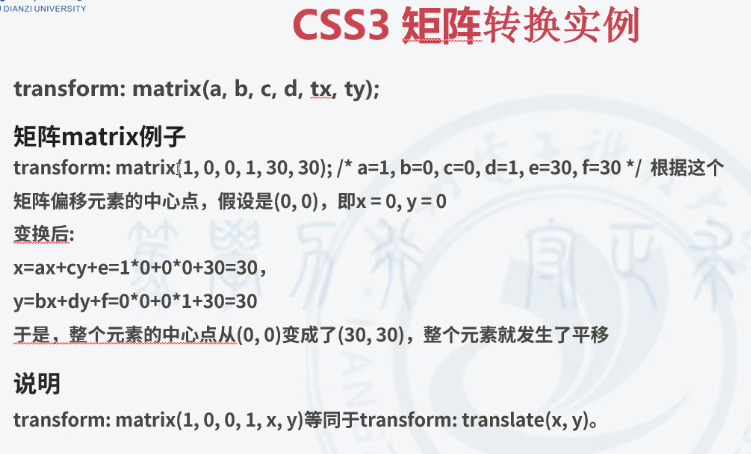 DIANZI UNIVERSITY
CSS3 矩阵转换实例
transform: matrix(a, b, c, d, tx, ty);
矩阵matrix例子
transform: matrix(1, 0, 0, 1, 30, 30); /* a=1, b=0, c=0, d=1, e=30, f=30 */ 根据这个
矩阵偏移元素的中心点，假设是(0, 0)，即x = 0, y = 0
变换后:
x=ax+cy+e=1*0+0*0+30=30，
y=bx+dy+f=0*0+0*1+30=30
于是，整个元素的中心点从(0, 0)变成了(30, 30)，整个元素就发生了平移
说明
transform: matrix(1, 0, 0, 1, x, y)等同于transform: translate(x, y)。